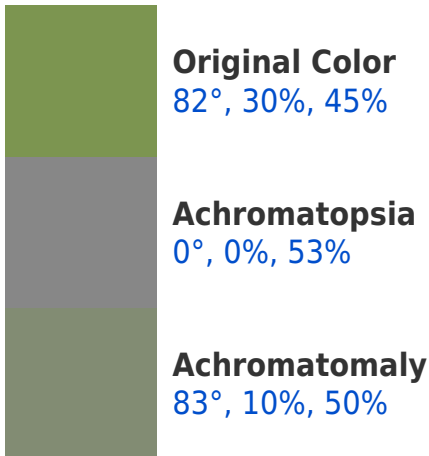 Original Color
82°, 30%, 45%
Achromatopsia
0°, 0%, 53%
Achromatomaly
83°, 10%, 50%